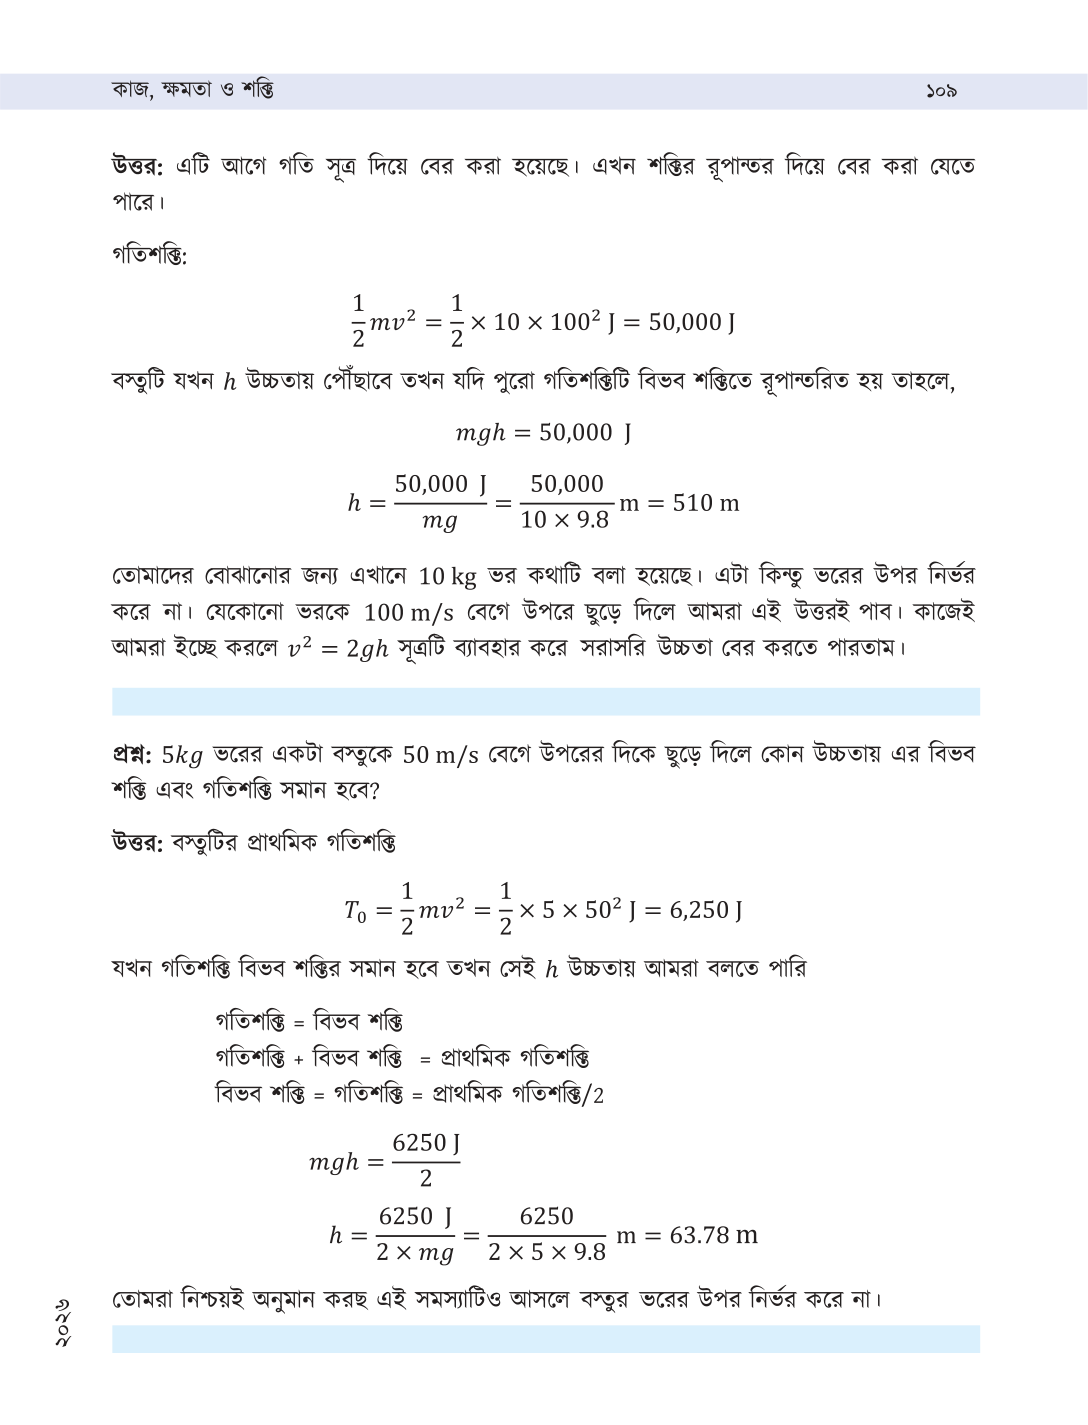 কাজ, ক্ষমতা ও শক্তি ১০৯
উত্তর: এটি আগে গতি সূত্র দিয়ে বের করা হয়েছে। এখন শক্তির রূপান্তর দিয়ে বের করা যেতে
পারে।
গতিশক্তি:
1/2 mv² = 1/2 × 10 × 100² J = 50,000 J
বস্তুটি যখন h উচ্চতায় পৌঁছাবে তখন যদি পুরো গতিশক্তিটি বিভব শক্তিতে রূপান্তরিত হয় তাহলে,
mgh = 50,000 J
h = 50,000 J / mg = 50,000 / 10 × 9.8 m = 510 m
তোমাদের বোঝানোর জন্য এখানে 10 kg ভর কথাটি বলা হয়েছে। এটা কিন্তু ভরের উপর নির্ভর
করে না। যেকোনো ভরকে 100 m/s বেগে উপরে ছুড়ে দিলে আমরা এই উত্তরই পাব। কাজেই
আমরা ইচ্ছে করলে v² = 2gh সূত্রটি ব্যাবহার করে সরাসরি উচ্চতা বের করতে পারতাম।
প্রশ্ন: 5kg ভরের একটা বস্তুকে 50 m/s বেগে উপরের দিকে ছুড়ে দিলে কোন উচ্চতায় এর বিভব
শক্তি এবং গতিশক্তি সমান হবে?
উত্তর: বস্তুটির প্রাথমিক গতিশক্তি
T₀ = 1/2 mv² = 1/2 × 5 × 50² J = 6,250 J
যখন গতিশক্তি বিভব শক্তির সমান হবে তখন সেই h উচ্চতায় আমরা বলতে পারি
গতিশক্তি = বিভব শক্তি
গতিশক্তি + বিভব শক্তি = প্রাথমিক গতিশক্তি
বিভব শক্তি = গতিশক্তি = প্রাথমিক গতিশক্তি/2
mgh = 6250 J / 2
h = 6250 J / 2 × mg = 6250 / 2 × 5 × 9.8 m = 63.78 m
তোমরা নিশ্চয়ই অনুমান করছ এই সমস্যাটিও আসলে বস্তুর ভরের উপর নির্ভর করে না।
২০২৬